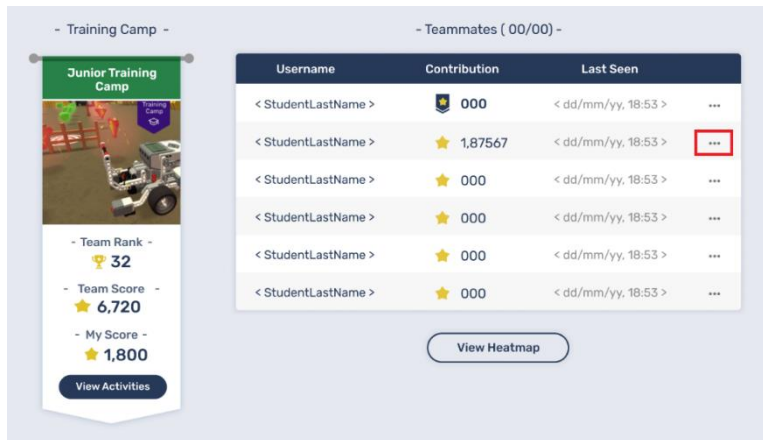 - Training Camp -
Junior Training
Camp
Training
Camp
- Team Rank -
32
- Team Score -
6,720
- My Score -
1,800
View Activities
- Teammates ( 00/00) -
Username Contribution Last Seen
< StudentLastName > 000 < dd/mm/yy, 18:53 > ...
< StudentLastName > 1,87567 < dd/mm/yy, 18:53 > ...
< StudentLastName > 000 < dd/mm/yy, 18:53 > ...
< StudentLastName > 000 < dd/mm/yy, 18:53 > ...
< StudentLastName > 000 < dd/mm/yy, 18:53 > ...
< StudentLastName > 000 < dd/mm/yy, 18:53 > ...
View Heatmap